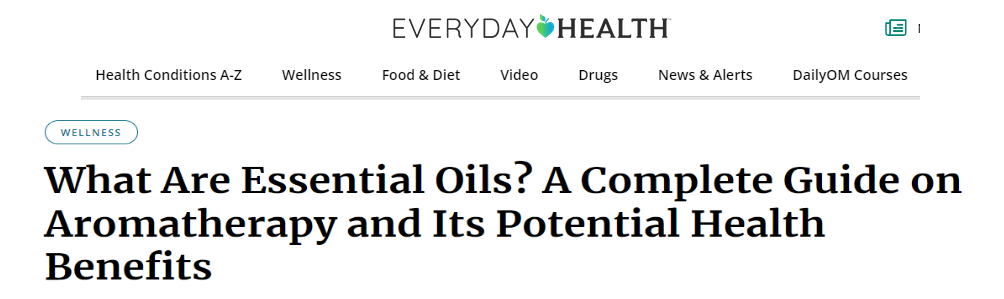 EVERYDAY HEALTH
Health Conditions A-Z Wellness Food & Diet Video Drugs News & Alerts DailyOM Courses
WELLNESS
What Are Essential Oils? A Complete Guide on
Aromatherapy and Its Potential Health
Benefits